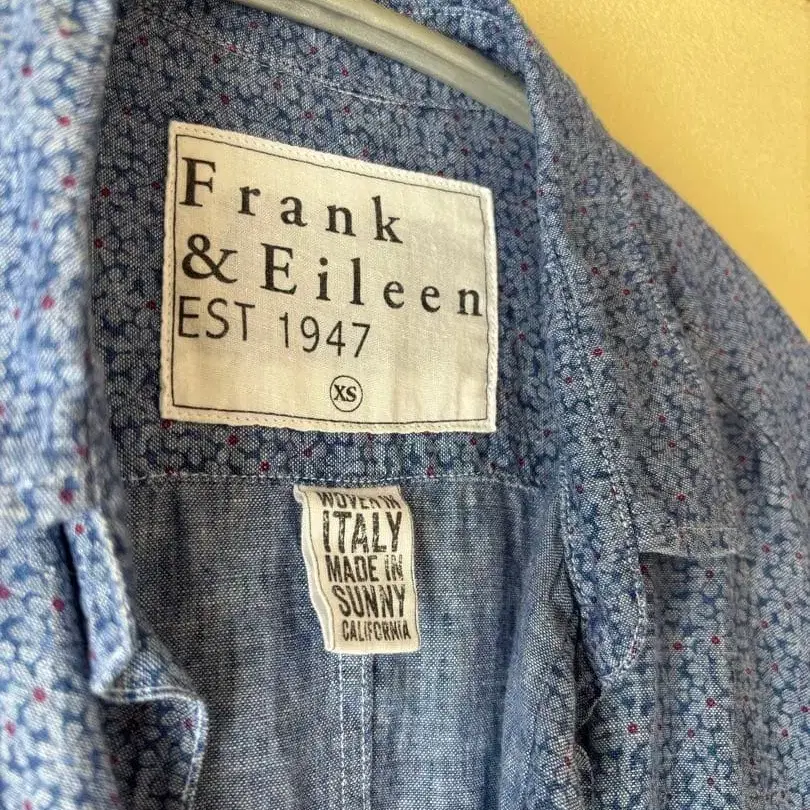 Frank
& Eileen
EST 1947
XS
WOVEN IN
ITALY
MADE IN
SUNNY
CALIFORNIA